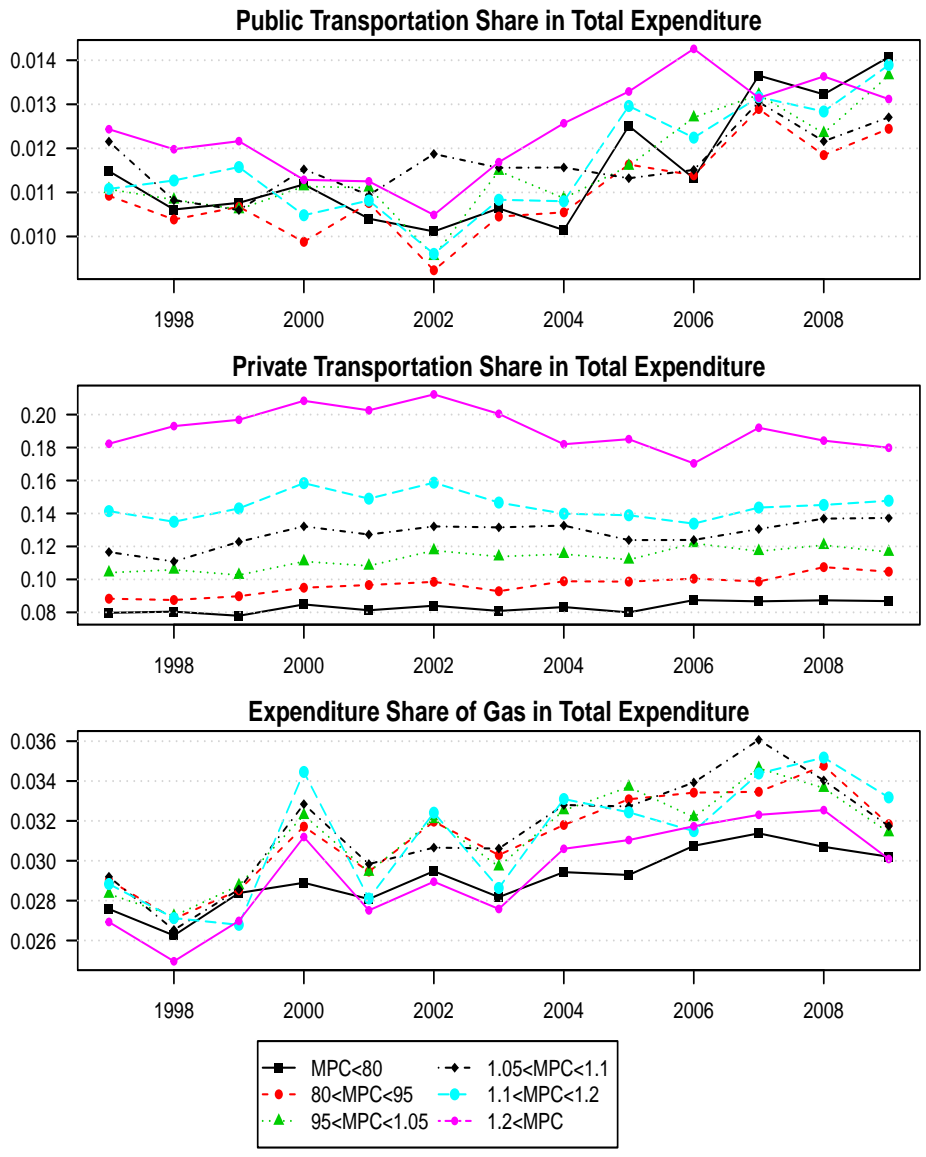 Public Transportation Share in Total Expenditure
0.014
0.013
0.012
0.011
0.010
1998 2000 2002 2004 2006 2008
Private Transportation Share in Total Expenditure
0.20
0.18
0.16
0.14
0.12
0.10
0.08
1998 2000 2002 2004 2006 2008
Expenditure Share of Gas in Total Expenditure
0.036
0.034
0.032
0.030
0.028
0.026
1998 2000 2002 2004 2006 2008
MPC<80 1.05<MPC<1.1
80<MPC<95 1.1<MPC<1.2
95<MPC<1.05 1.2<MPC